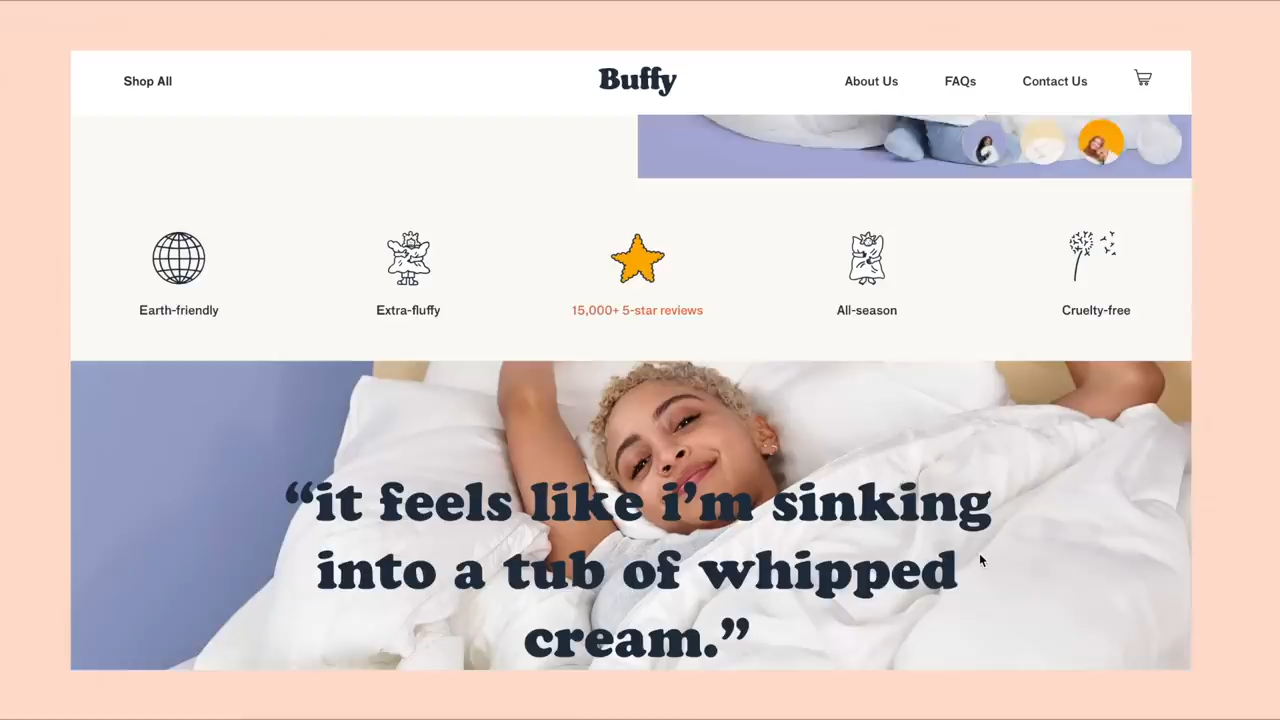 Shop All
Buffy
About Us
FAQs
Contact Us
Earth-friendly
Extra-fluffy
15,000+ 5-star reviews
All-season
Cruelty-free
“it feels like i’m sinking
into a tub of whipped
cream.”